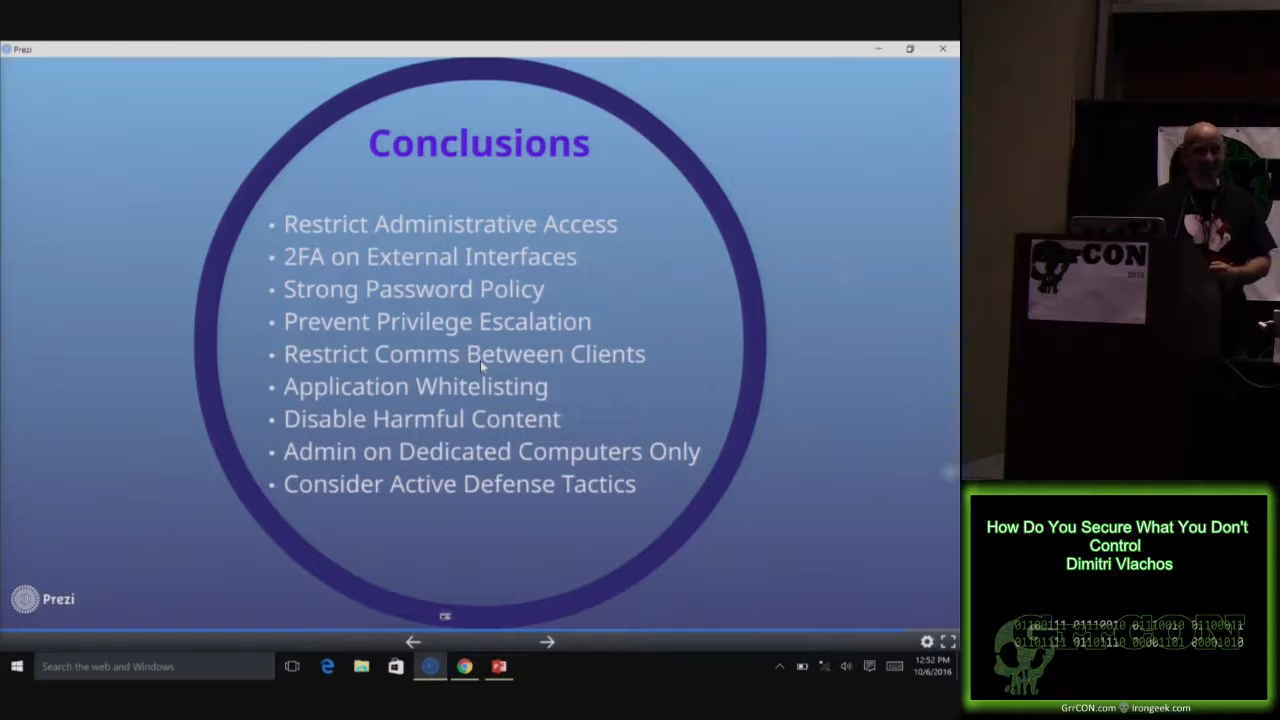 Prezi
Conclusions
• Restrict Administrative Access
• 2FA on External Interfaces
• Strong Password Policy
• Prevent Privilege Escalation
• Restrict Comms Between Clients
• Application Whitelisting
• Disable Harmful Content
• Admin on Dedicated Computers Only
• Consider Active Defense Tactics
Prezi
Search the web and Windows
12:52 PM
10/6/2016
GrrCON
2016
How Do You Secure What You Don't
Control
Dimitri Vlachos
GrrCON
GrrCON.com Irongeek.com